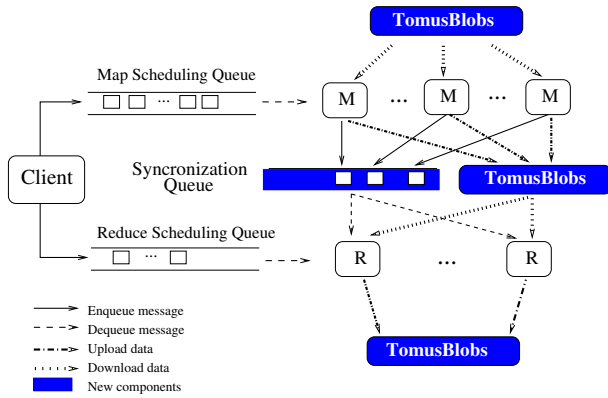 TomusBlobs
Map Scheduling Queue
...
M ... M ... M
Client
Syncronization
Queue
TomusBlobs
Reduce Scheduling Queue
...
R ... R
Enqueue message
Dequeue message
Upload data
Download data
New components
TomusBlobs